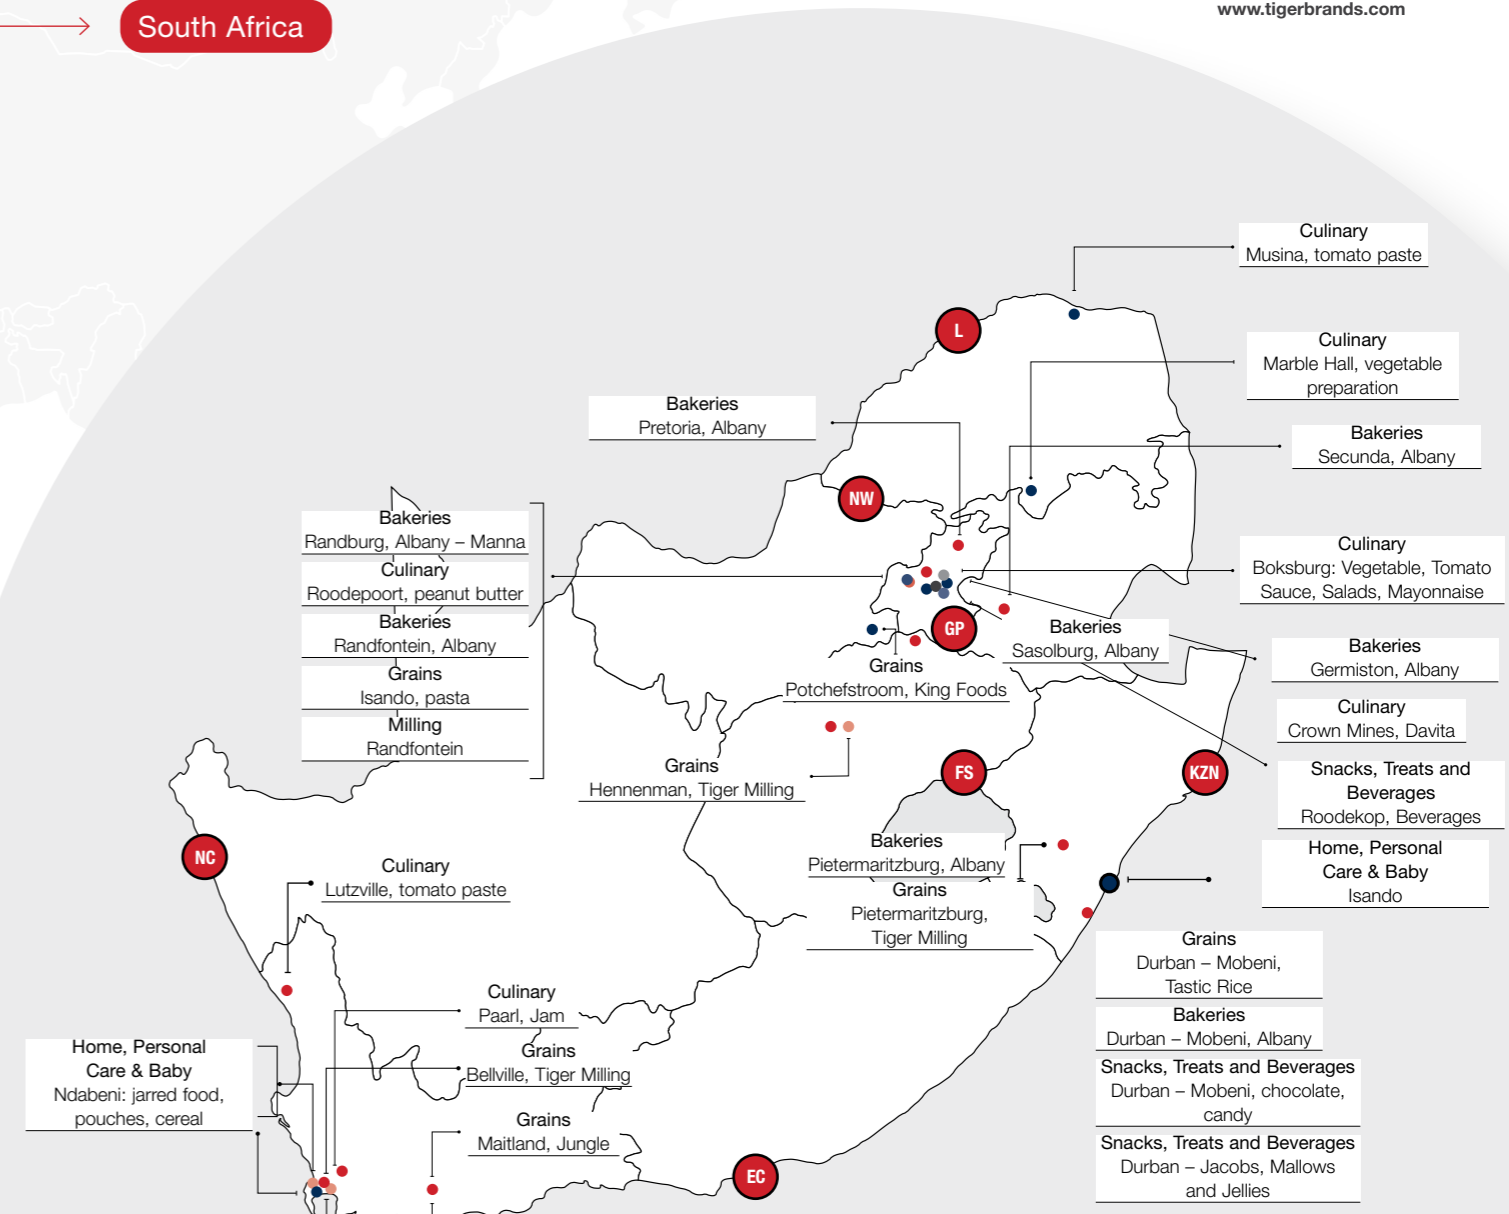 South Africa
www.tigerbrands.com
Culinary
Musina, tomato paste
L
Culinary
Marble Hall, vegetable
preparation
Bakeries
Pretoria, Albany
Bakeries
Secunda, Albany
NW
Bakeries
Randburg, Albany – Manna
Culinary
Roodepoort, peanut butter
Bakeries
Randfontein, Albany
Grains
Isando, pasta
Milling
Randfontein
Culinary
Boksburg: Vegetable, Tomato
Sauce, Salads, Mayonnaise
GP
Bakeries
Sasolburg, Albany
Bakeries
Germiston, Albany
Grains
Potchefstroom, King Foods
Culinary
Crown Mines, Davita
Grains
Hennenman, Tiger Milling
FS
KZN
Snacks, Treats and
Beverages
Roodekop, Beverages
NC
Bakeries
Pietermaritzburg, Albany
Grains
Pietermaritzburg,
Tiger Milling
Home, Personal
Care & Baby
Isando
Culinary
Lutzville, tomato paste
Grains
Durban – Mobeni,
Tastic Rice
Bakeries
Durban – Mobeni, Albany
Snacks, Treats and Beverages
Durban – Mobeni, chocolate,
candy
Snacks, Treats and Beverages
Durban – Jacobs, Mallows
and Jellies
Culinary
Paarl, Jam
Grains
Bellville, Tiger Milling
Home, Personal
Care & Baby
Ndabeni: jarred food,
pouches, cereal
Grains
Maitland, Jungle
EC